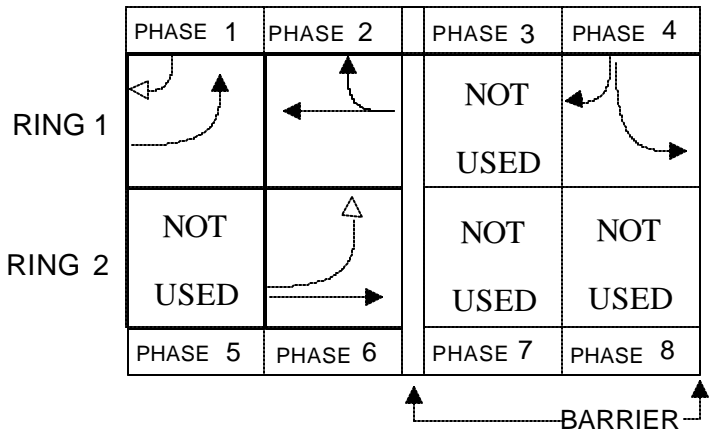 PHASE 1 PHASE 2 PHASE 3 PHASE 4
RING 1
NOT
USED
RING 2
NOT
USED
NOT
USED
NOT
USED
PHASE 5 PHASE 6 PHASE 7 PHASE 8
BARRIER